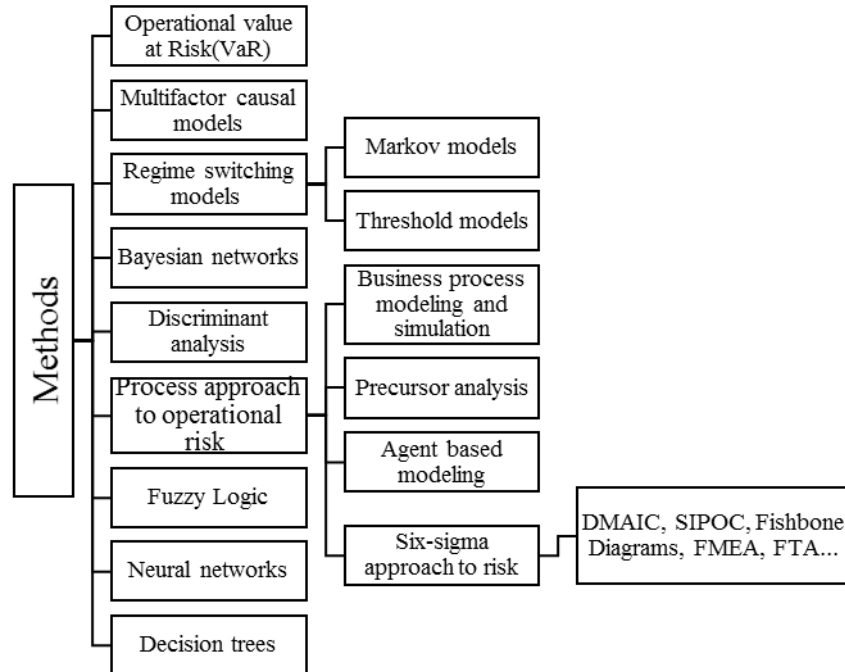 Methods
Operational value
at Risk(VaR)
Multifactor causal
models
Regime switching
models
Markov models
Threshold models
Bayesian networks
Discriminant
analysis
Process approach
to operational
risk
Business process
modeling and
simulation
Precursor analysis
Agent based
modeling
Six-sigma
approach to risk
DMAIC, SIPOC, Fishbone
Diagrams, FMEA, FTA...
Fuzzy Logic
Neural networks
Decision trees